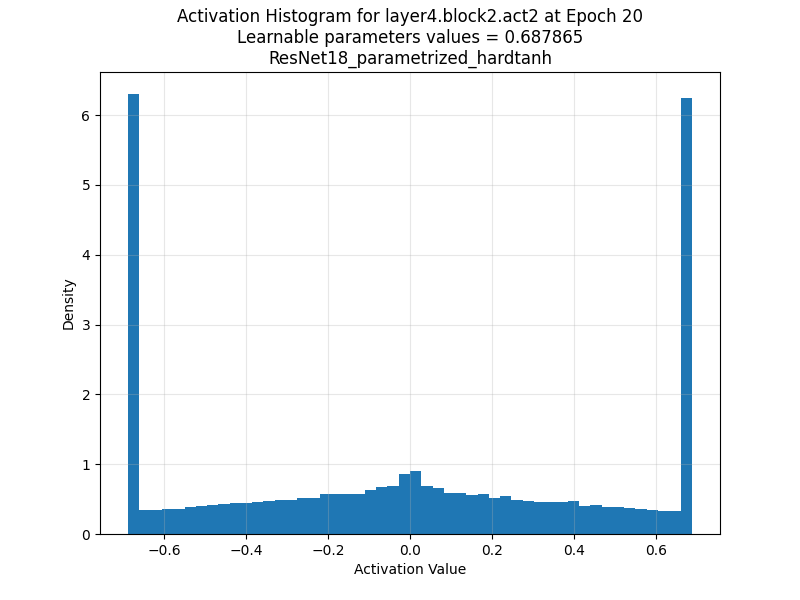 Activation Histogram for layer4.block2.act2 at Epoch 20
Learnable parameters values = 0.687865
ResNet18_parametrized_hardtanh
6
5
4
3
2
1
0
Density
−0.6
−0.4
−0.2
0.0
0.2
0.4
0.6
Activation Value